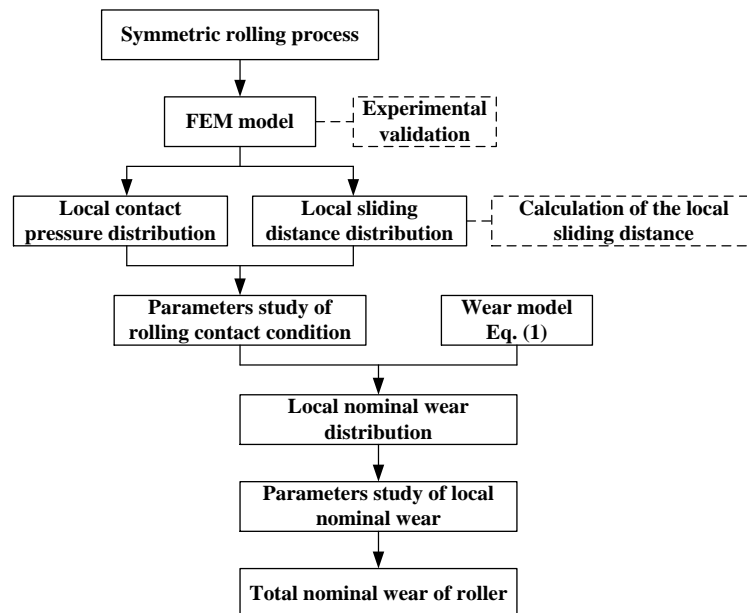 Symmetric rolling process
FEM model
Experimental
validation
Local contact
pressure distribution
Local sliding
distance distribution
Calculation of the local
sliding distance
Parameters study of
rolling contact condition
Wear model
Eq. (1)
Local nominal wear
distribution
Parameters study of local
nominal wear
Total nominal wear of roller